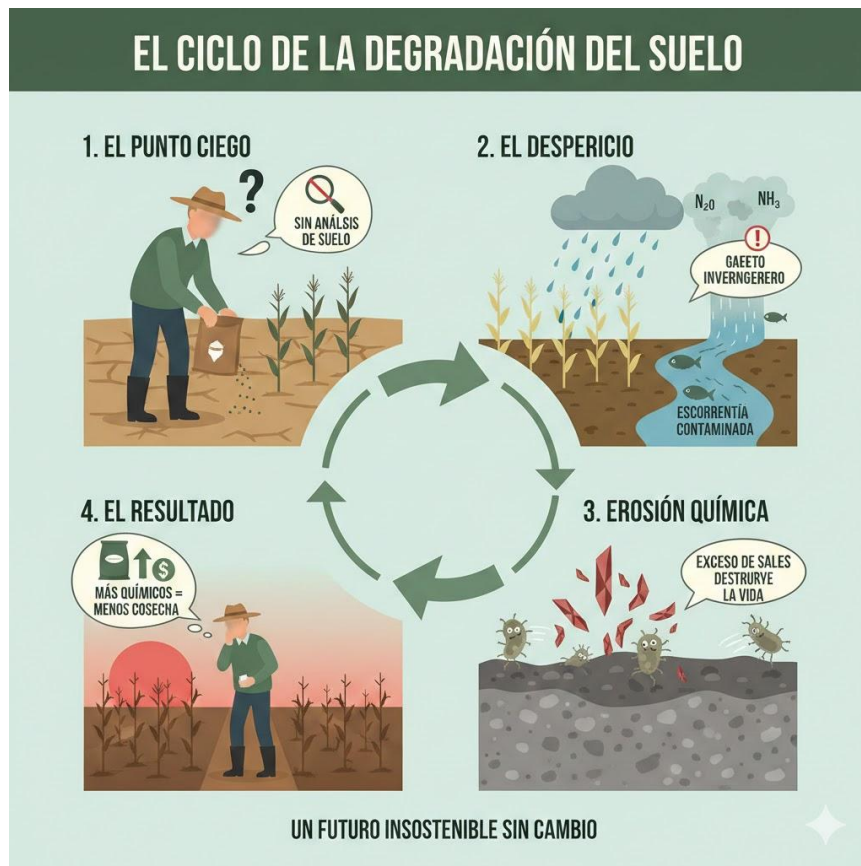 EL CICLO DE LA DEGRADACIÓN DEL SUELO
1. EL PUNTO CIEGO
?
SIN ANÁLSIS
DE SUELO
2. EL DESPERICIO
N₂O
NH₃
!
GAEETO
INVERNGERERO
ESCORRENTÍA
CONTAMINADA
4. EL RESULTADO
$
MÁS QUÍMICOS =
MENOS COSECHA
3. EROSIÓN QUÍMICA
EXCESO DE SALES
DESTRURYE
LA VIDA
UN FUTURO INSOSTENIBLE SIN CAMBIO